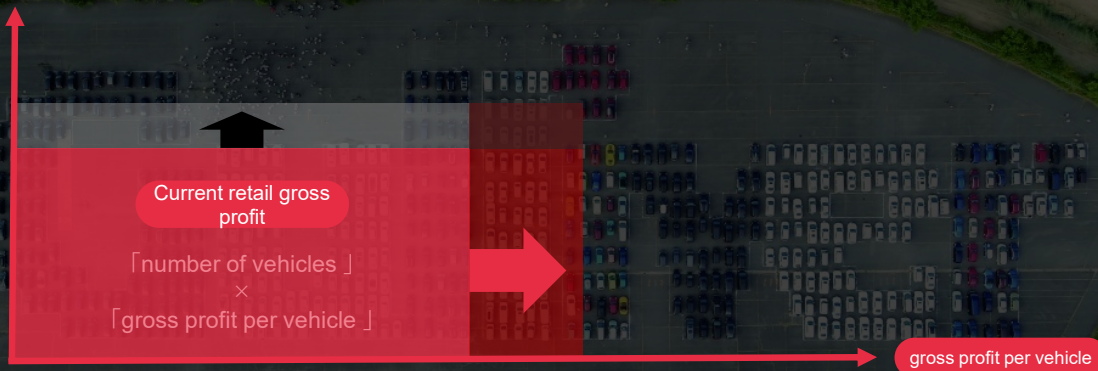 Current retail gross
profit
「number of vehicles 」
×
「gross profit per vehicle 」
gross profit per vehicle